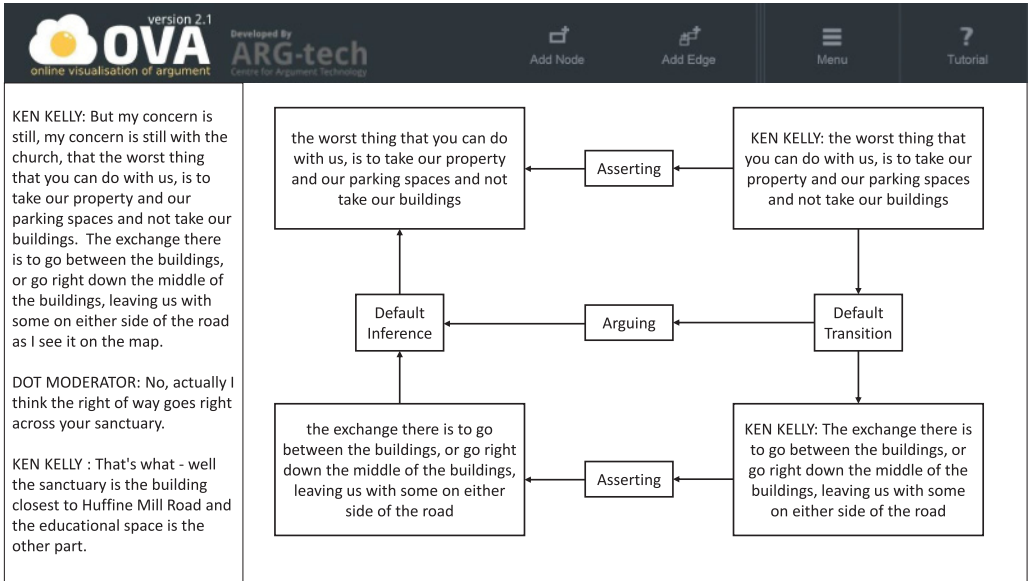 version 2.1
OVA
online visualisation of argument
Developed By
ARG-tech
Centre for Argument Technology
Add Node
Add Edge
Menu
?
Tutorial
KEN KELLY: But my concern is
still, my concern is still with the
church, that the worst thing
that you can do with us, is to
take our property and our
parking spaces and not take our
buildings.  The exchange there
is to go between the buildings,
or go right down the middle of
the buildings, leaving us with
some on either side of the road
as I see it on the map.
DOT MODERATOR: No, actually I
think the right of way goes right
across your sanctuary.
KEN KELLY : That's what - well
the sanctuary is the building
closest to Huffine Mill Road and
the educational space is the
other part.
the worst thing that you can do
with us, is to take our property
and our parking spaces and not
take our buildings
Asserting
KEN KELLY: the worst thing that
you can do with us, is to take our
property and our parking spaces
and not take our buildings
Default
Inference
Arguing
Default
Transition
the exchange there is to go
between the buildings, or go right
down the middle of the buildings,
leaving us with some on either
side of the road
Asserting
KEN KELLY: The exchange there is
to go between the buildings, or
go right down the middle of the
buildings, leaving us with some
on either side of the road